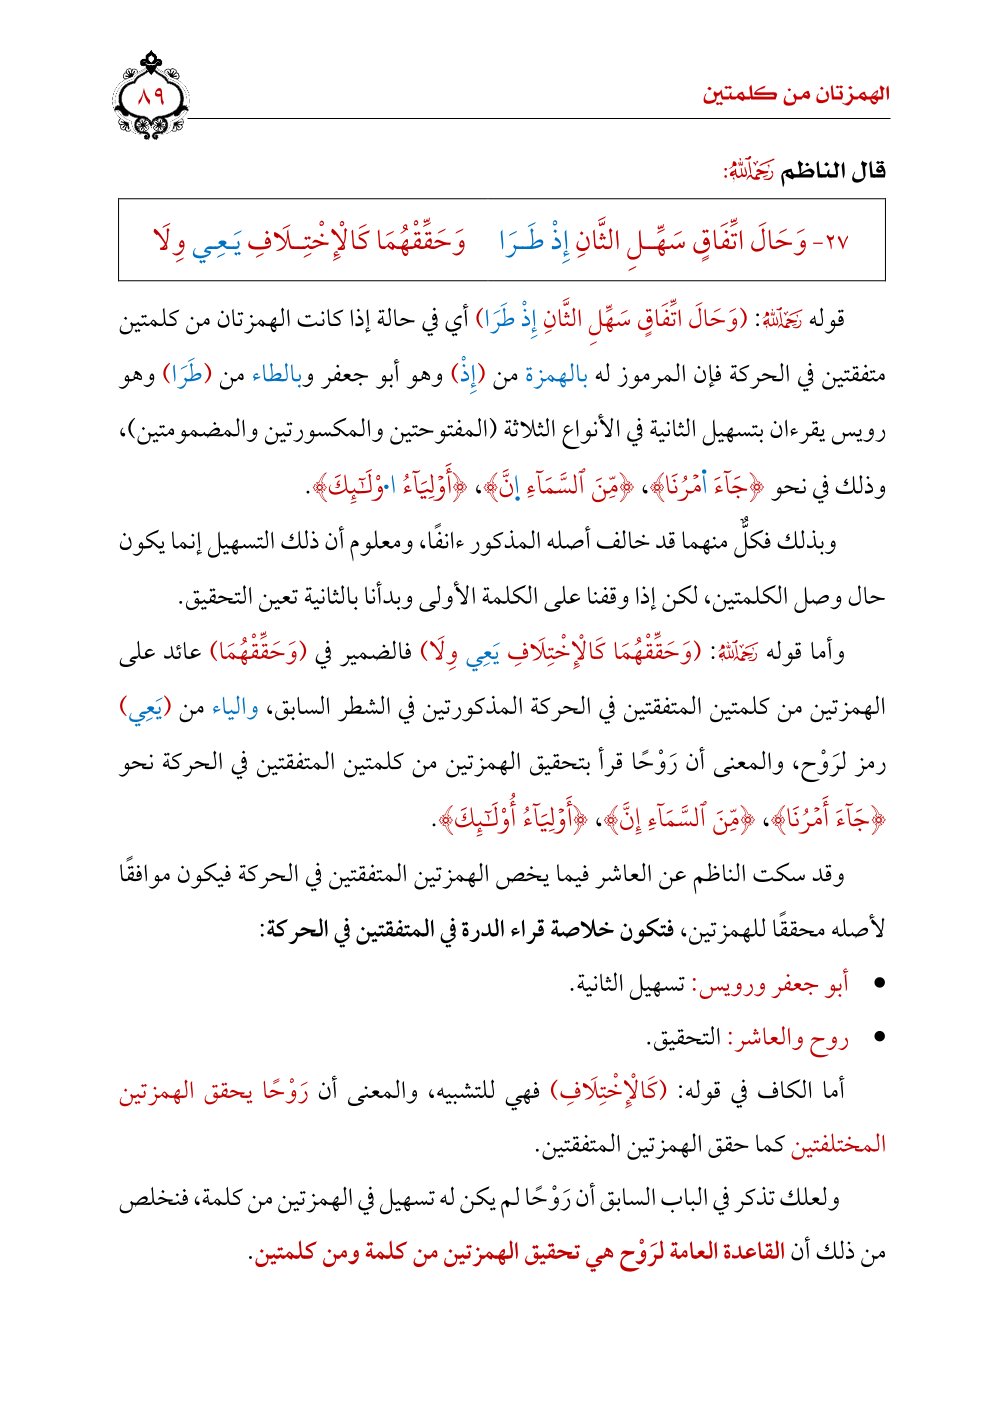 الهمزتان من كلمتين
٨٩
قال الناظم رَحِمَهُ ٱللَّهُ:
٢٧- وَحَالَ اتِّفَاقٍ سَهِّـلِ الثَّانِ إِذْ طَـرَا وَحَقِّقْهُمَا كَالْإِخْتِـلَافِ يَـعِـي وِلَا
قوله رَحِمَهُ ٱللَّهُ: (وَحَالَ اتِّفَاقٍ سَهِّلِ الثَّانِ إِذْ طَرَا) أي في حالة إذا كانت الهمزتان من كلمتين
متفقتين في الحركة فإن المرموز له بالهمزة من (إِذْ) وهو أبو جعفر وبالطاء من (طَرَا) وهو
رويس يقرءان بتسهيل الثانية في الأنواع الثلاثة (المفتوحتين والمكسورتين والمضمومتين)،
وذلك في نحو ﴿جَآءَ ا۬مْرُنَا﴾، ﴿مِّنَ ٱلسَّمَآءِ اِ۪نَّ﴾، ﴿أَوْلِيَآءُ ا۬وْلَـٰٓئِكَ﴾.
وبذلك فكلٌّ منهما قد خالف أصله المذكور ءانفًا، ومعلوم أن ذلك التسهيل إنما يكون
حال وصل الكلمتين، لكن إذا وقفنا على الكلمة الأولى وبدأنا بالثانية تعين التحقيق.
وأما قوله رَحِمَهُ ٱللَّهُ: (وَحَقِّقْهُمَا كَالْإِخْتِلَافِ يَعِي وِلَا) فالضمير في (وَحَقِّقْهُمَا) عائد على
الهمزتين من كلمتين المتفقتين في الحركة المذكورتين في الشطر السابق، والياء من (يَعِي)
رمز لرَوْح، والمعنى أن رَوْحًا قرأ بتحقيق الهمزتين من كلمتين المتفقتين في الحركة نحو
﴿جَآءَ أَمْرُنَا﴾، ﴿مِّنَ ٱلسَّمَآءِ إِنَّ﴾، ﴿أَوْلِيَآءُ أُوْلَـٰٓئِكَ﴾.
وقد سكت الناظم عن العاشر فيما يخص الهمزتين المتفقتين في الحركة فيكون موافقًا
لأصله محققًا للهمزتين، فتكون خلاصة قراء الدرة في المتفقتين في الحركة:
• أبو جعفر ورويس: تسهيل الثانية.
• روح والعاشر: التحقيق.
أما الكاف في قوله: (كَالْإِخْتِلَافِ) فهي للتشبيه، والمعنى أن رَوْحًا يحقق الهمزتين
المختلفتين كما حقق الهمزتين المتفقتين.
ولعلك تذكر في الباب السابق أن رَوْحًا لم يكن له تسهيل في الهمزتين من كلمة، فنخلص
من ذلك أن القاعدة العامة لرَوْح هي تحقيق الهمزتين من كلمة ومن كلمتين.